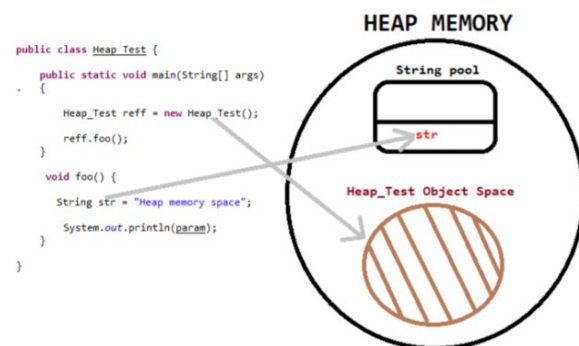 public class Heap_Test {
public static void main(String[] args)
. {
Heap_Test reff = new Heap_Test();
reff.foo();
}
void foo() {
String str = "Heap memory space";
System.out.println(param);
}
}
HEAP MEMORY
String pool
str
Heap_Test Object Space